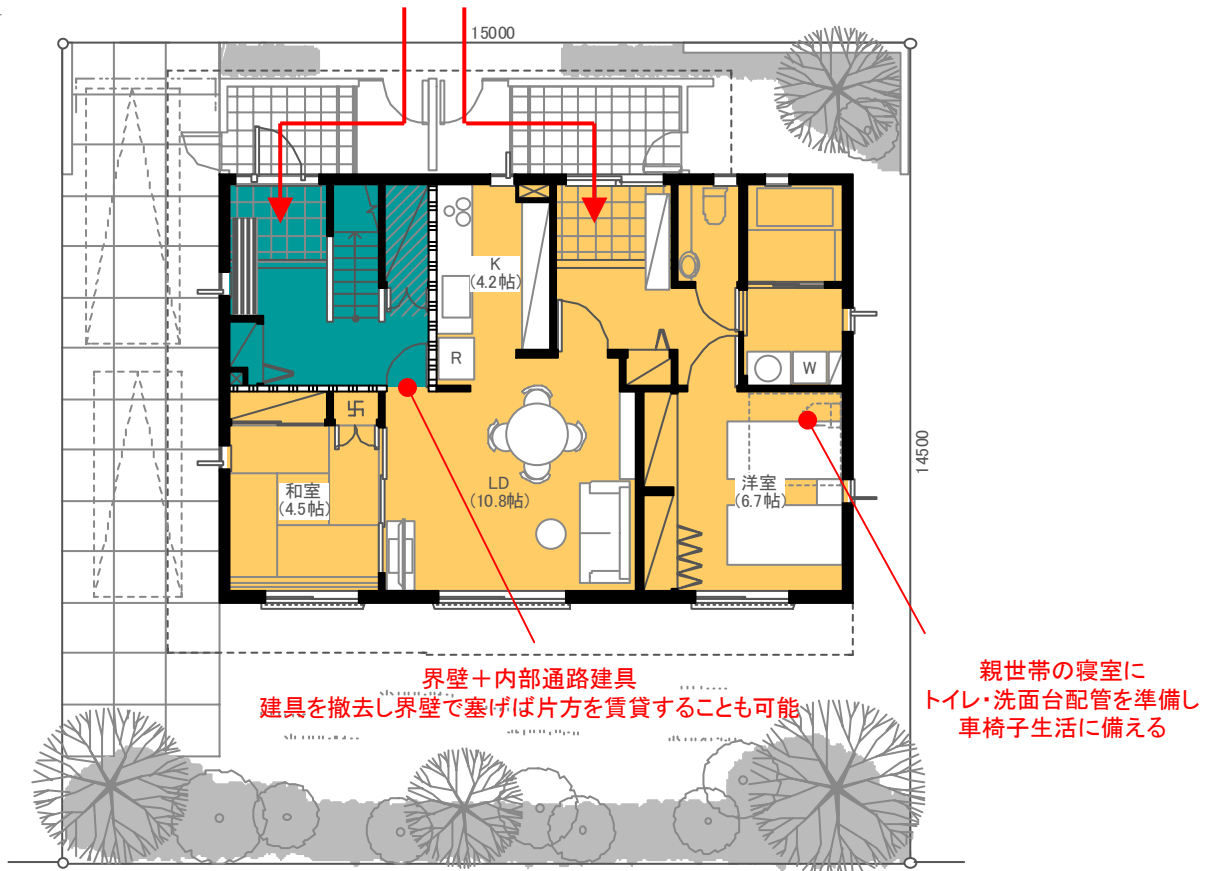 15000
K
(4.2帖)
R
W
卍
和室
(4.5帖)
LD
(10.8帖)
洋室
(6.7帖)
14500
界壁＋内部通路建具
建具を撤去し界壁で塞げば片方を賃貸することも可能
親世帯の寝室に
トイレ・洗面台配管を準備し
車椅子生活に備える